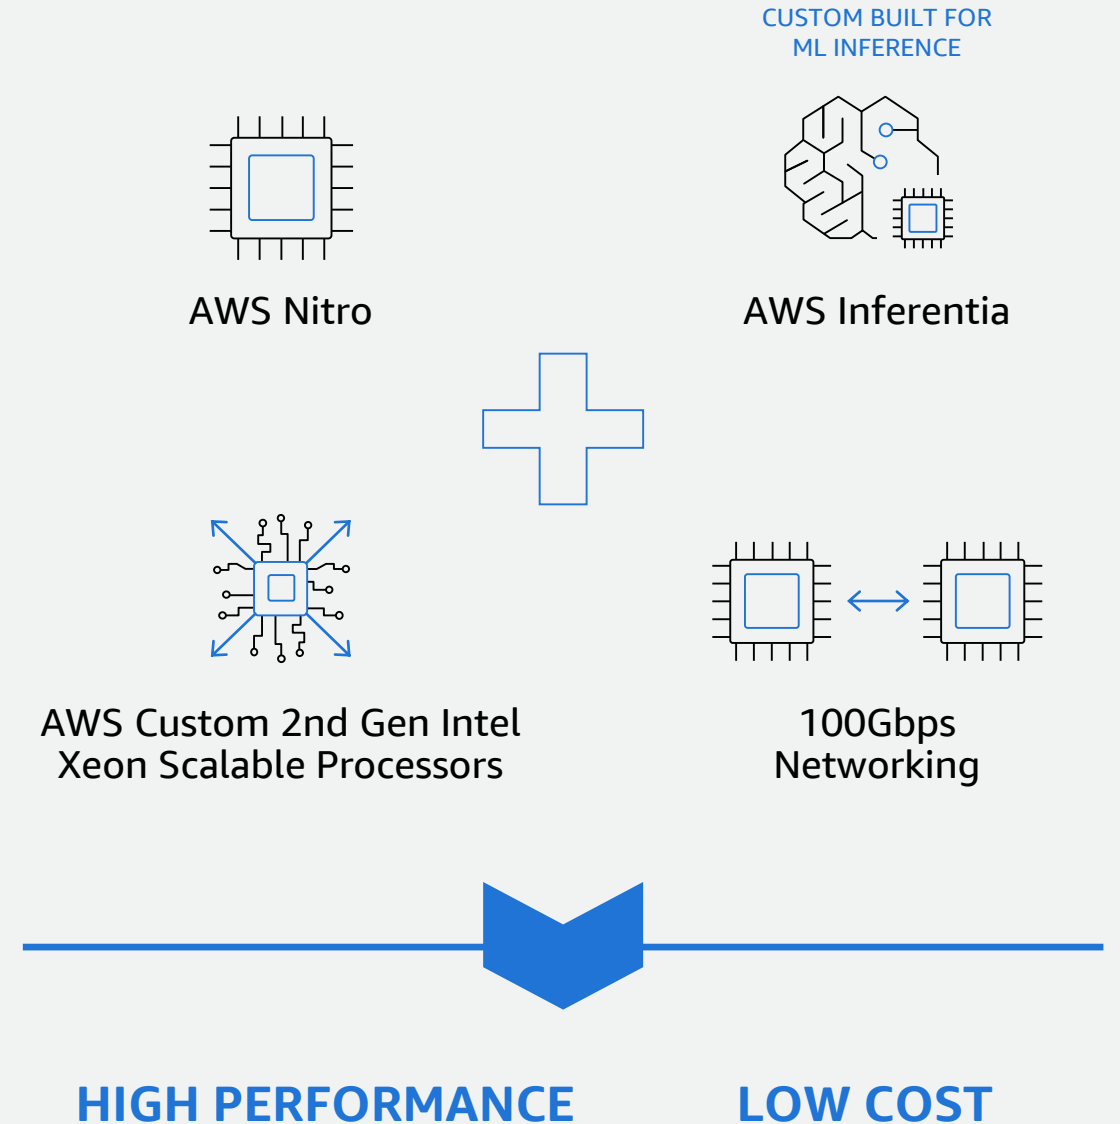 CUSTOM BUILT FOR
ML INFERENCE
AWS Nitro
AWS Inferentia
AWS Custom 2nd Gen Intel
Xeon Scalable Processors
100Gbps
Networking
HIGH PERFORMANCE
LOW COST